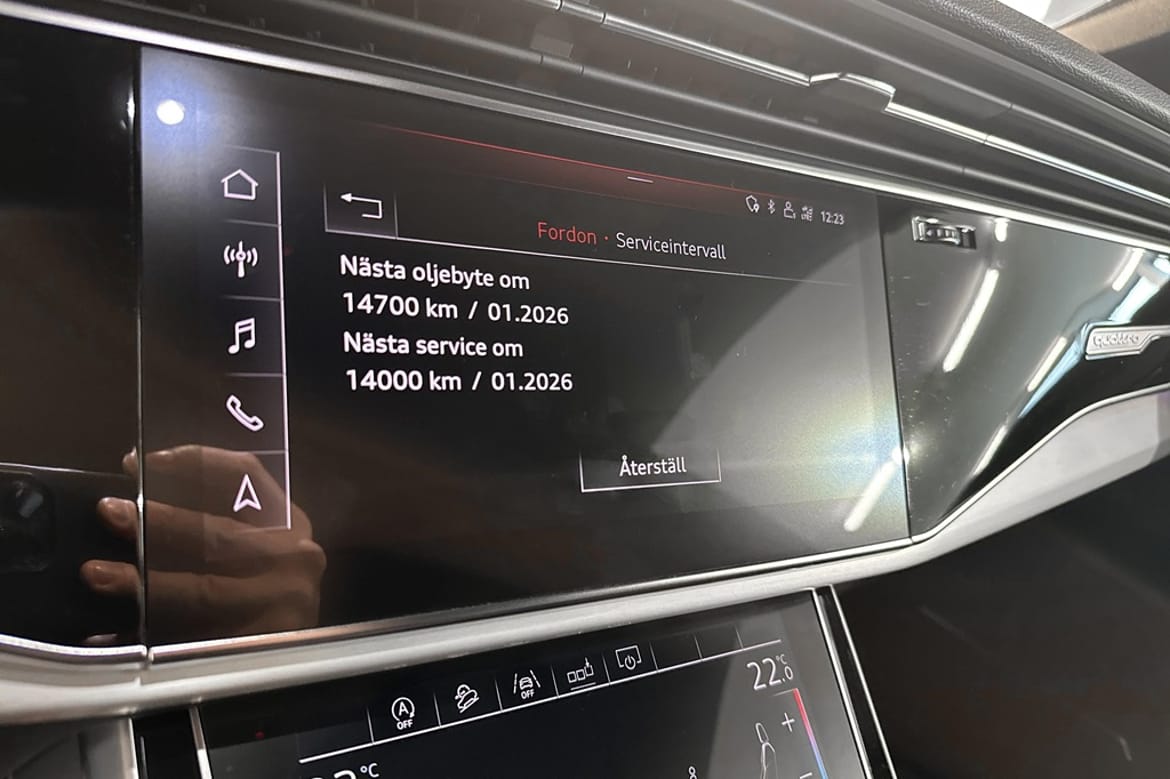 12:23
Fordon · Serviceintervall
Nästa oljebyte om
14700 km / 01.2026
Nästa service om
14000 km / 01.2026
Återställ
quattro
OFF
OFF
22.0 °C
°C